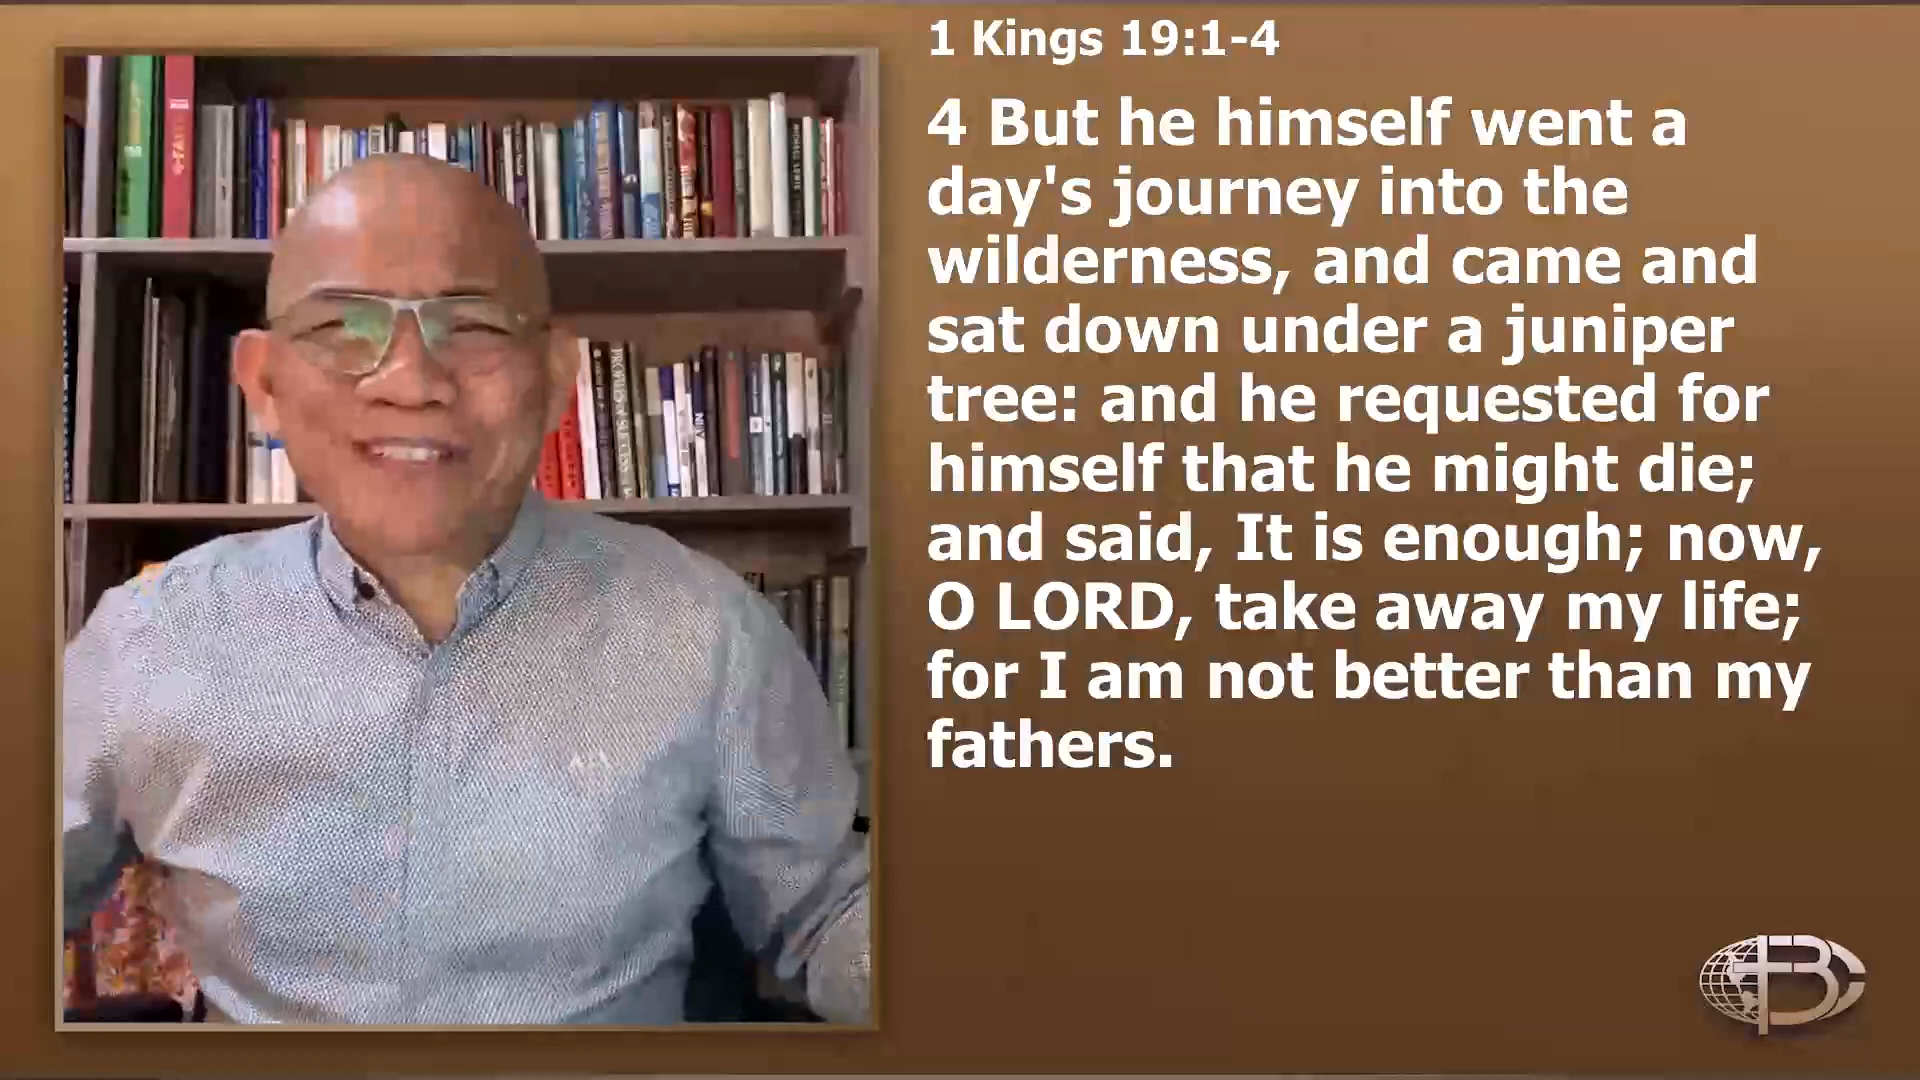 1 Kings 19:1-4
4 But he himself went a
day's journey into the
wilderness, and came and
sat down under a juniper
tree: and he requested for
himself that he might die;
and said, It is enough; now,
O LORD, take away my life;
for I am not better than my
fathers.